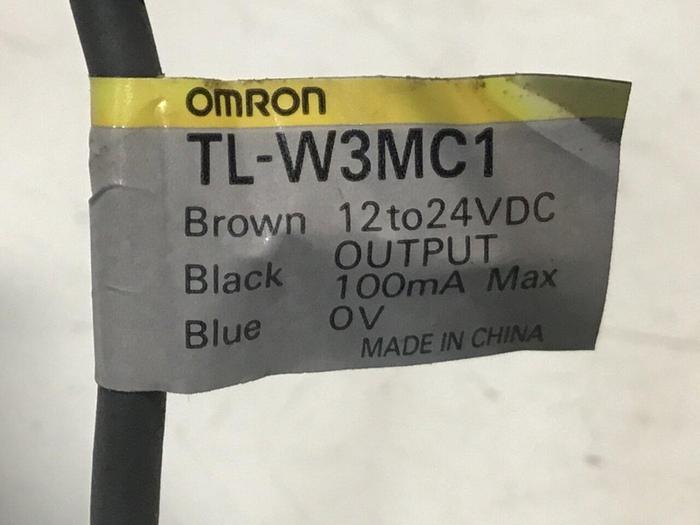 OMRON
TL-W3MC1
Brown 12to24VDC
Black OUTPUT
100mA Max
Blue 0V
MADE IN CHINA